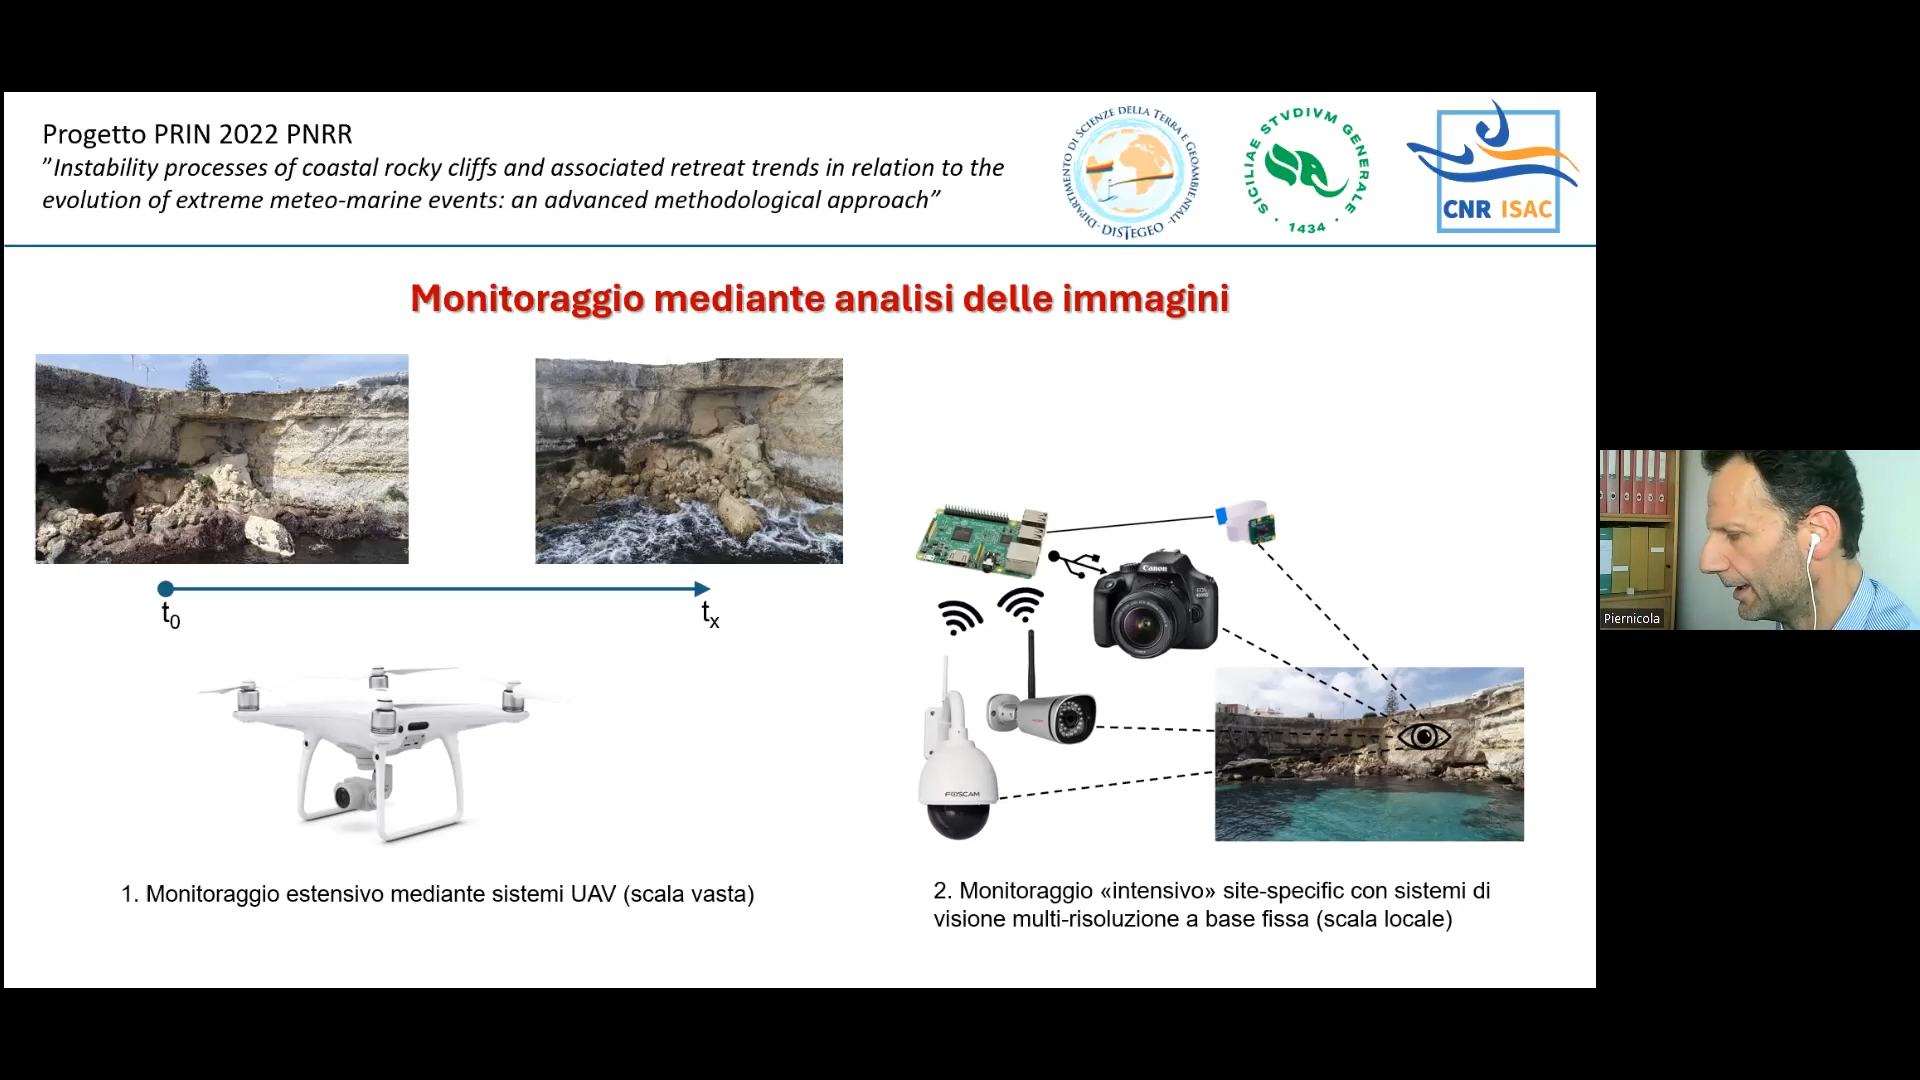 Progetto PRIN 2022 PNRR
”Instability processes of coastal rocky cliffs and associated retreat trends in relation to the
evolution of extreme meteo-marine events: an advanced methodological approach”
DIPARTIMENTO DI SCIENZE DELLA TERRA E GEOAMBIENTALI
DISTEGEO
SICILIAE STVDIVM GENERALE
1434
CNR ISAC
Monitoraggio mediante analisi delle immagini
t0
tx
Canon
FOSCAM
1. Monitoraggio estensivo mediante sistemi UAV (scala vasta)
2. Monitoraggio «intensivo» site-specific con sistemi di
visione multi-risoluzione a base fissa (scala locale)
Piernicola